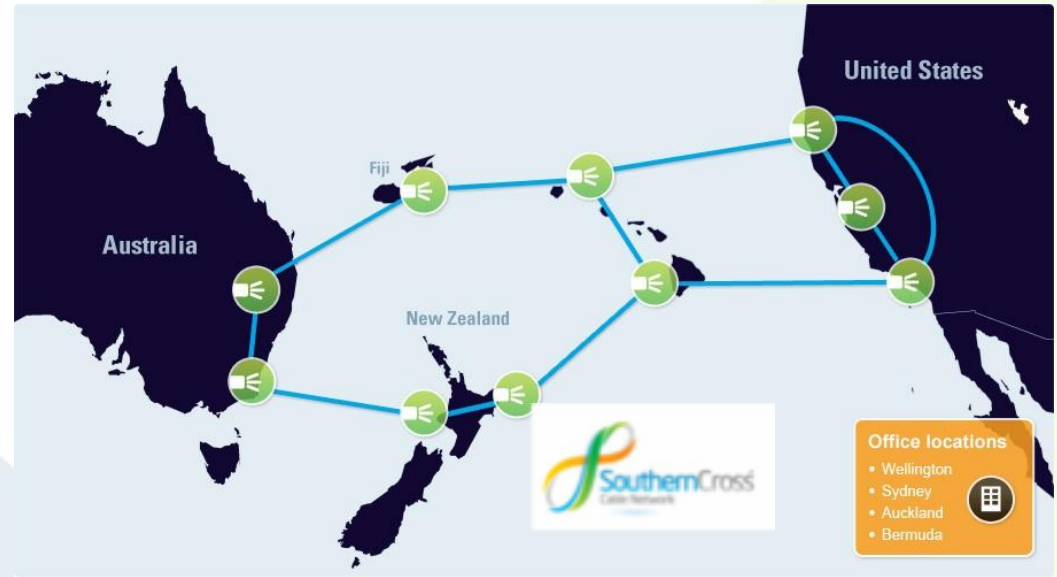 United States
Fiji
Australia
New Zealand
SouthernCross
Cable Network
Office locations
• Wellington
• Sydney
• Auckland
• Bermuda